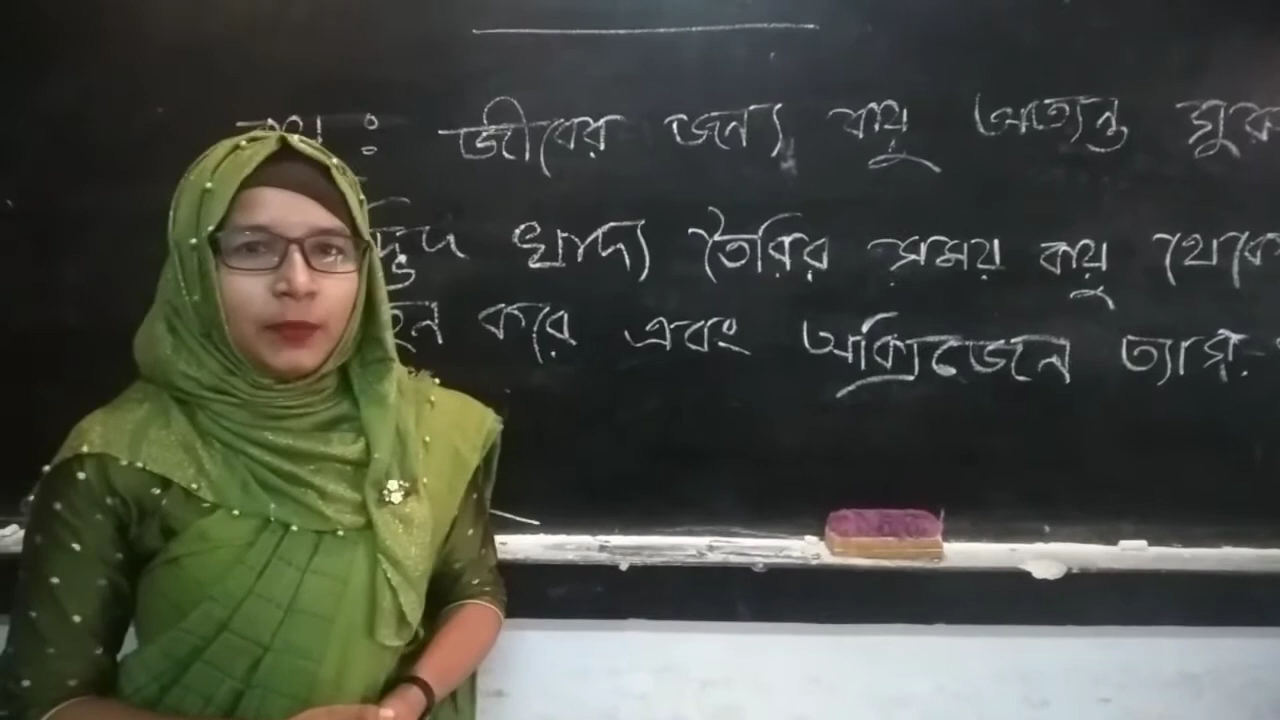 ঃ জীবের জন্য বায়ু অত্যন্ত
খাদ্য তৈরির সময় বায়ু থেকে
করে এবং অক্সিজেন ত্যাগ